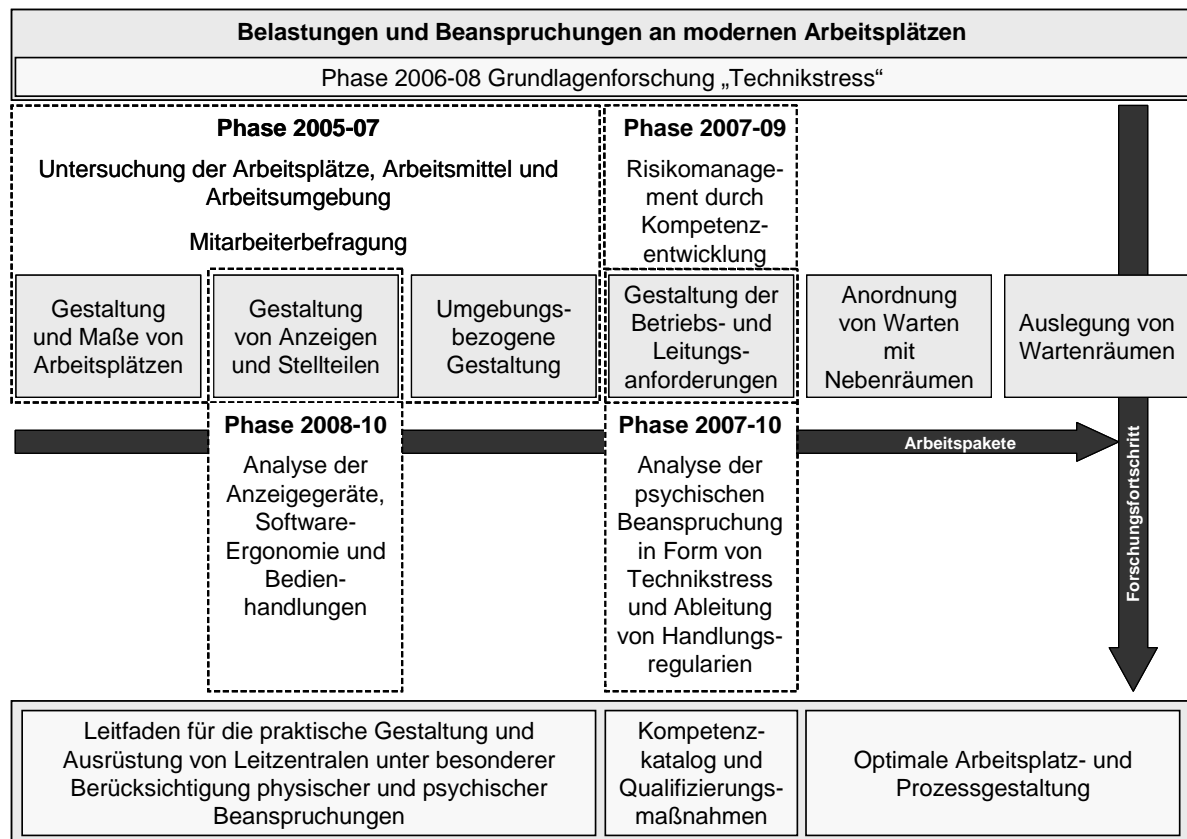 Belastungen und Beanspruchungen an modernen Arbeitsplätzen
Phase 2006-08 Grundlagenforschung „Technikstress“
Phase 2005-07
Untersuchung der Arbeitsplätze, Arbeitsmittel und
Arbeitsumgebung
Mitarbeiterbefragung
Phase 2007-09
Risikomanage-
ment durch
Kompetenz-
entwicklung
Gestaltung
und Maße von
Arbeitsplätzen
Gestaltung
von Anzeigen
und Stellteilen
Umgebungs-
bezogene
Gestaltung
Gestaltung der
Betriebs- und
Leitungs-
anforderungen
Anordnung
von Warten
mit
Nebenräumen
Auslegung von
Wartenräumen
Phase 2008-10
Analyse der
Anzeigegeräte,
Software-
Ergonomie und
Bedien-
handlungen
Phase 2007-10
Analyse der
psychischen
Beanspruchung
in Form von
Technikstress
und Ableitung
von Handlungs-
regularien
Arbeitspakete
Forschungsfortschritt
Leitfaden für die praktische Gestaltung und
Ausrüstung von Leitzentralen unter besonderer
Berücksichtigung physischer und psychischer
Beanspruchungen
Kompetenz-
katalog und
Qualifizierungs-
maßnahmen
Optimale Arbeitsplatz- und
Prozessgestaltung